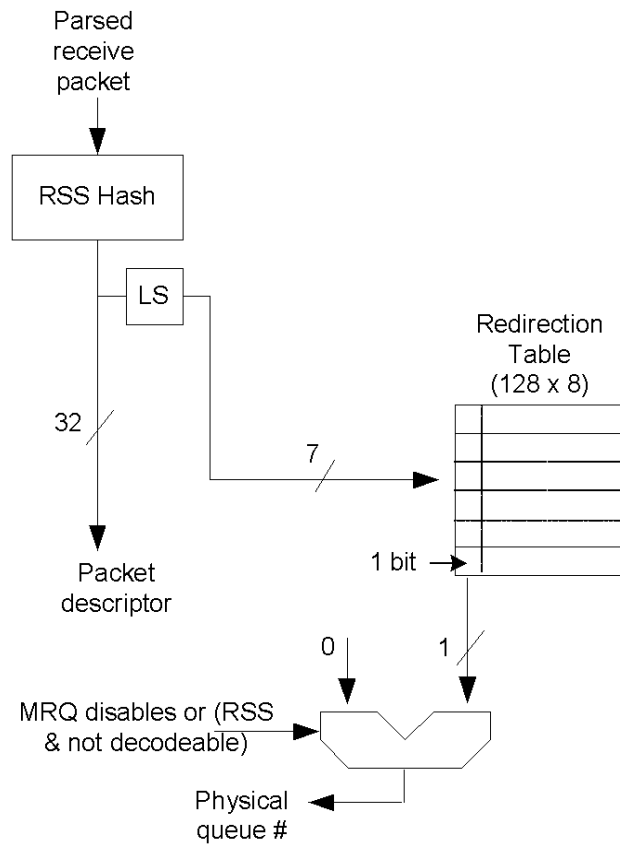 Parsed
receive
packet
RSS Hash
LS
Redirection
Table
(128 x 8)
32
7
1 bit
Packet
descriptor
0
1
MRQ disables or (RSS
& not decodeable)
Physical
queue #